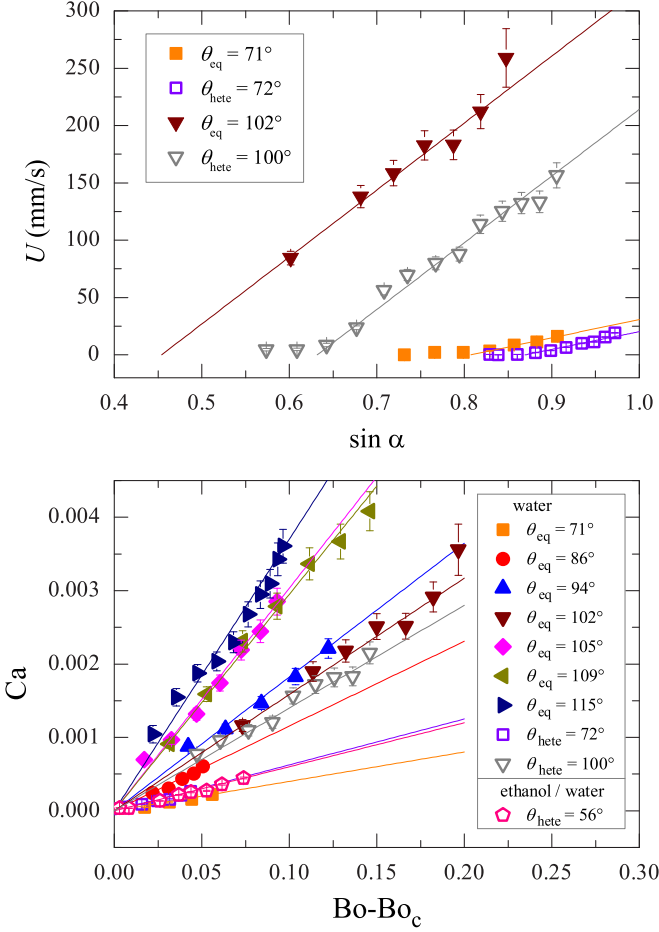 300
250
200
150
100
50
0
U (mm/s)
θeq = 71°
θhete = 72°
θeq = 102°
θhete = 100°
0.4 0.5 0.6 0.7 0.8 0.9 1.0
sin α
0.004
0.003
0.002
0.001
0.000
Ca
water
θeq = 71°
θeq = 86°
θeq = 94°
θeq = 102°
θeq = 105°
θeq = 109°
θeq = 115°
θhete = 72°
θhete = 100°
ethanol / water
θhete = 56°
0.00 0.05 0.10 0.15 0.20 0.25 0.30
Bo-Boc